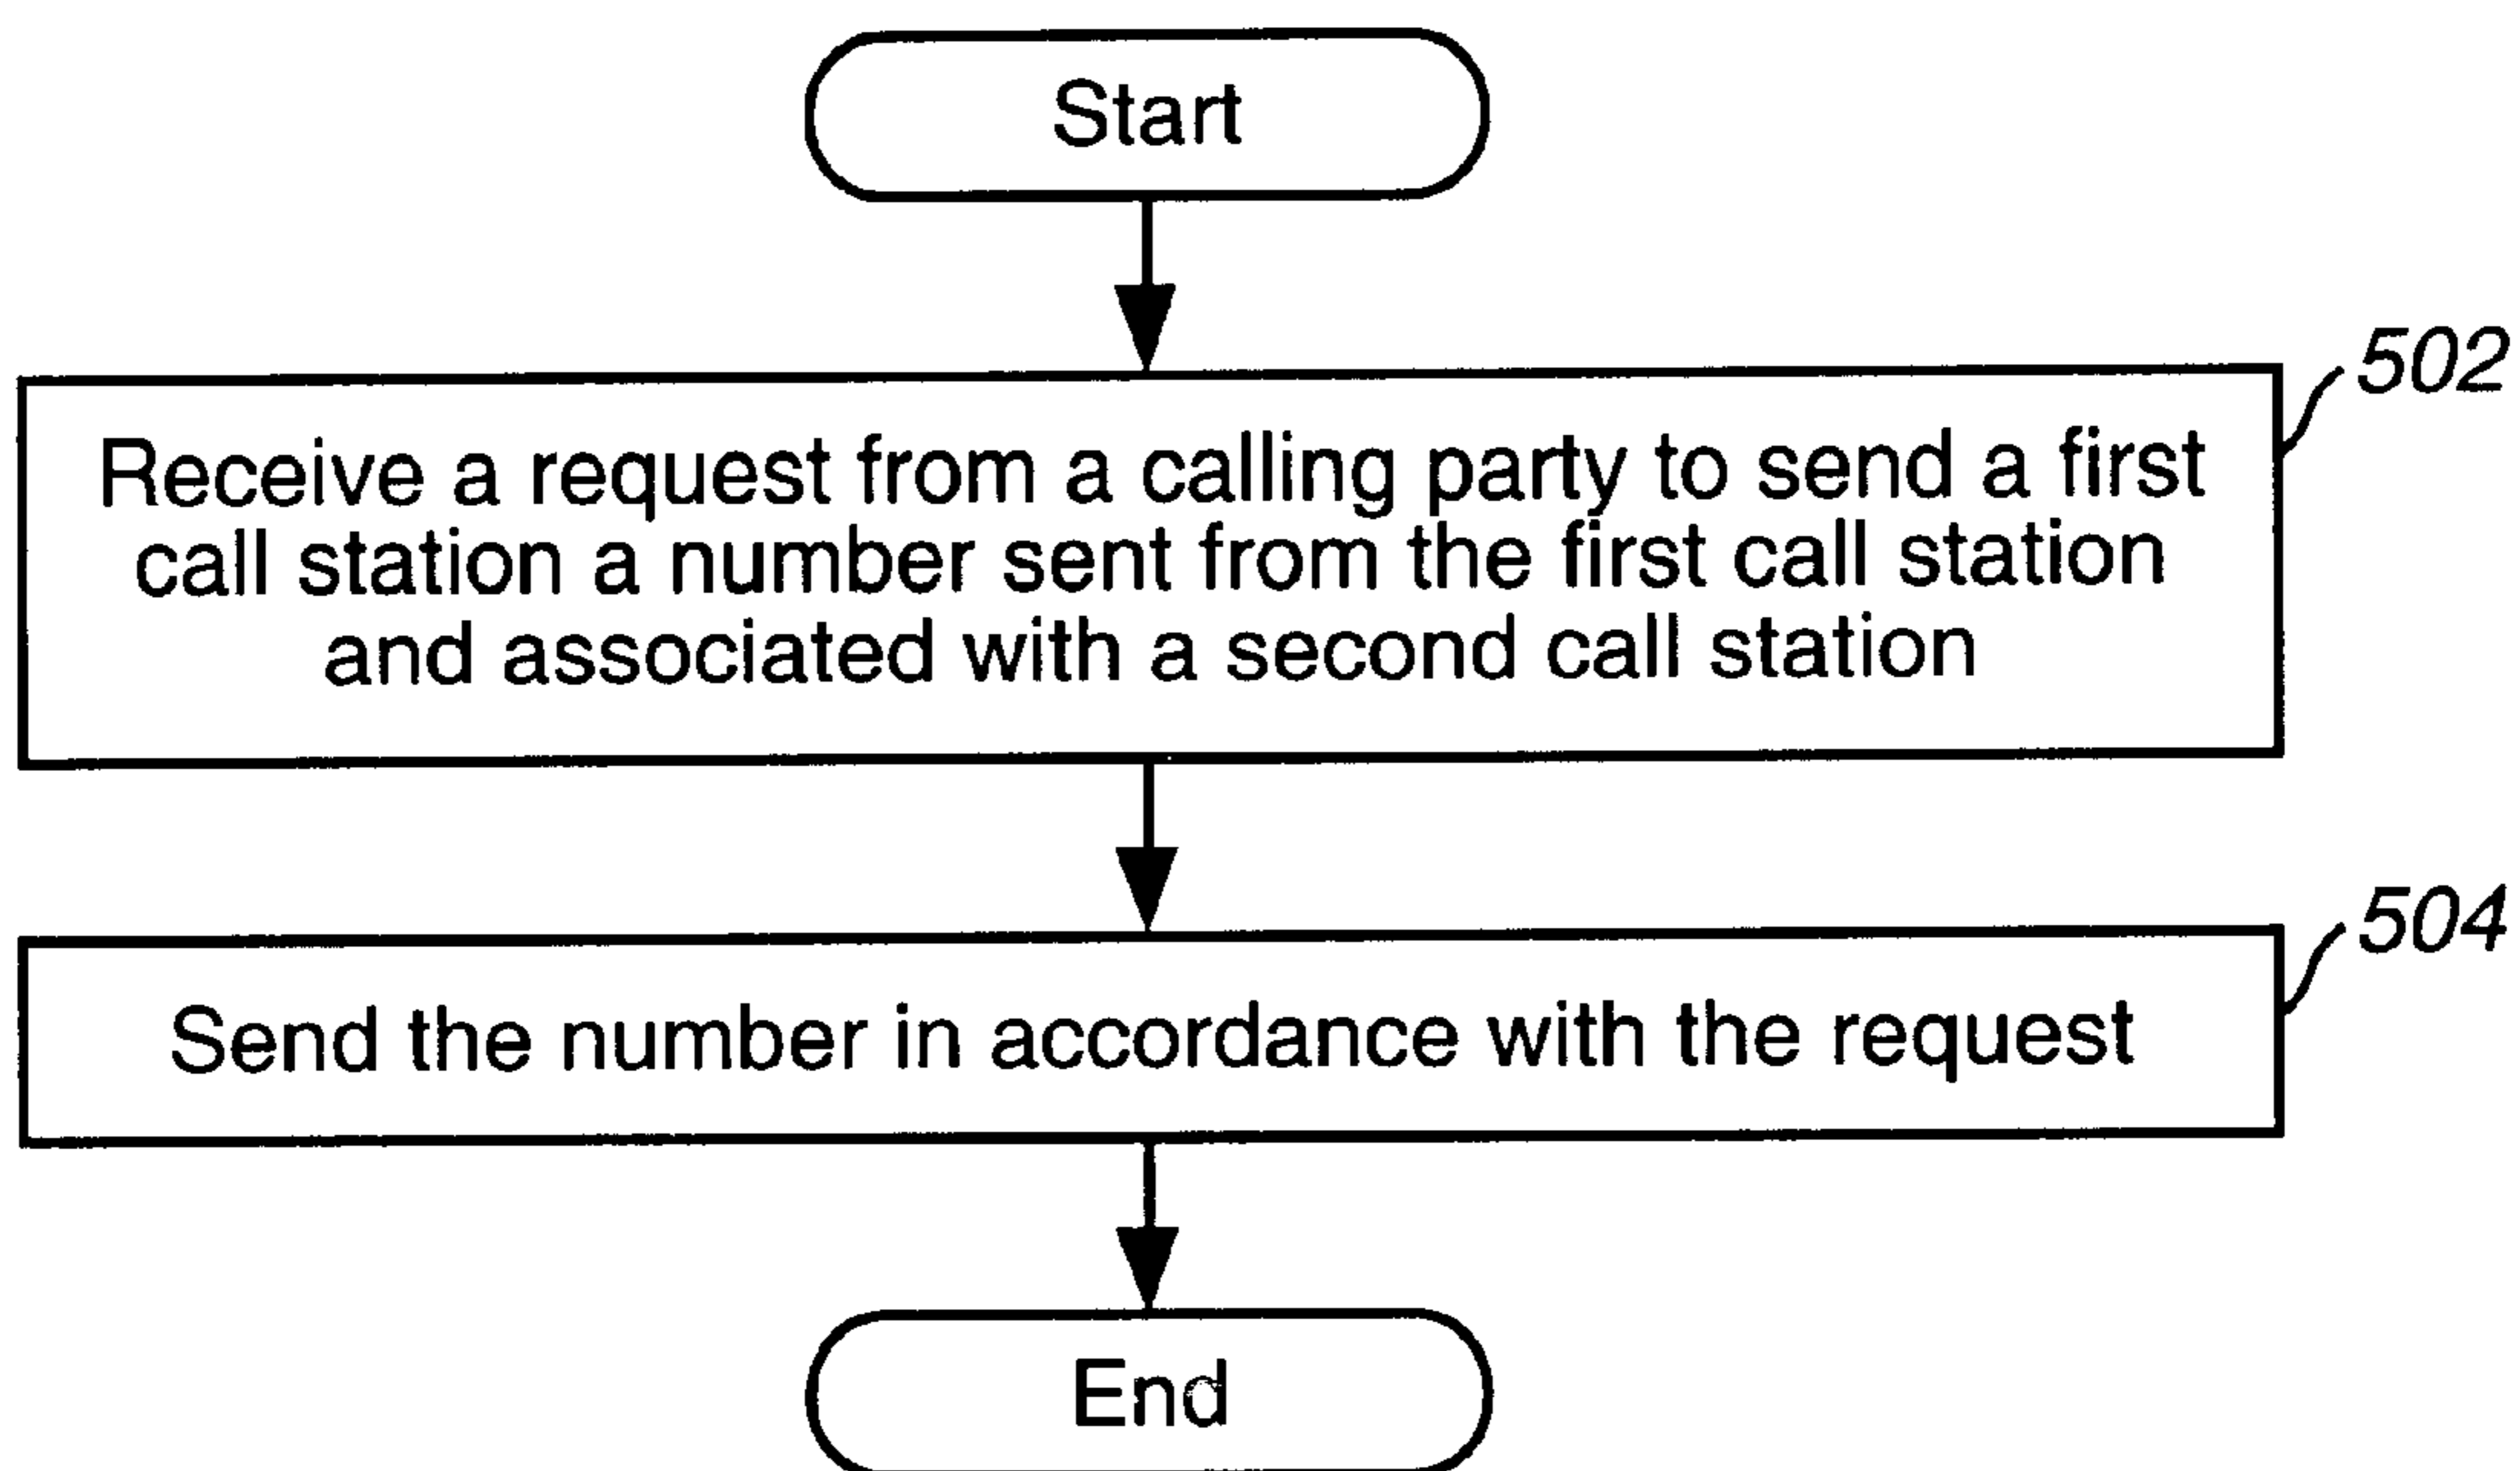 Start
502
Receive a request from a calling party to send a first
call station a number sent from the first call station
and associated with a second call station
504
Send the number in accordance with the request
End